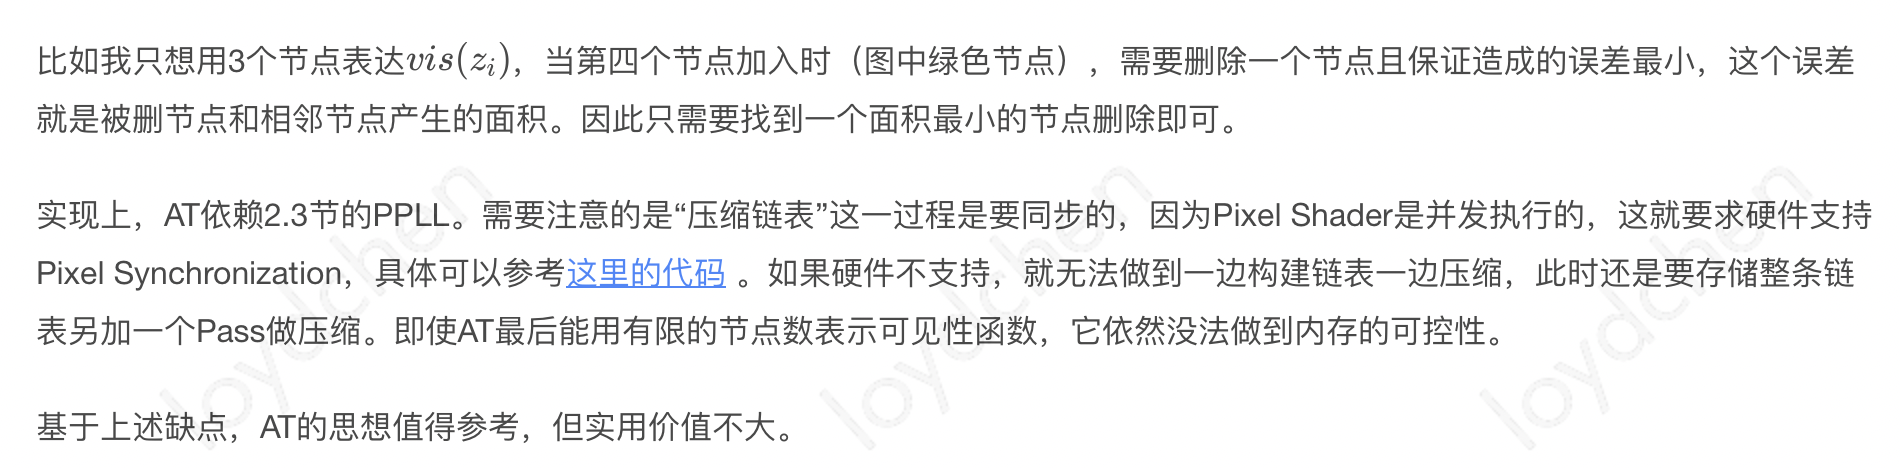 比如我只想用3个节点表达vis(z_i)，当第四个节点加入时（图中绿色节点），需要删除一个节点且保证造成的误差最小，这个误差
就是被删节点和相邻节点产生的面积。因此只需要找到一个面积最小的节点删除即可。
实现上，AT依赖2.3节的PPLL。需要注意的是“压缩链表”这一过程是要同步的，因为Pixel Shader是并发执行的，这就要求硬件支持
Pixel Synchronization，具体可以参考这里的代码 。如果硬件不支持，就无法做到一边构建链表一边压缩，此时还是要存储整条链
表另加一个Pass做压缩。即使AT最后能用有限的节点数表示可见性函数，它依然没法做到内存的可控性。
基于上述缺点，AT的思想值得参考，但实用价值不大。
loydchen
loydchen
loydchen